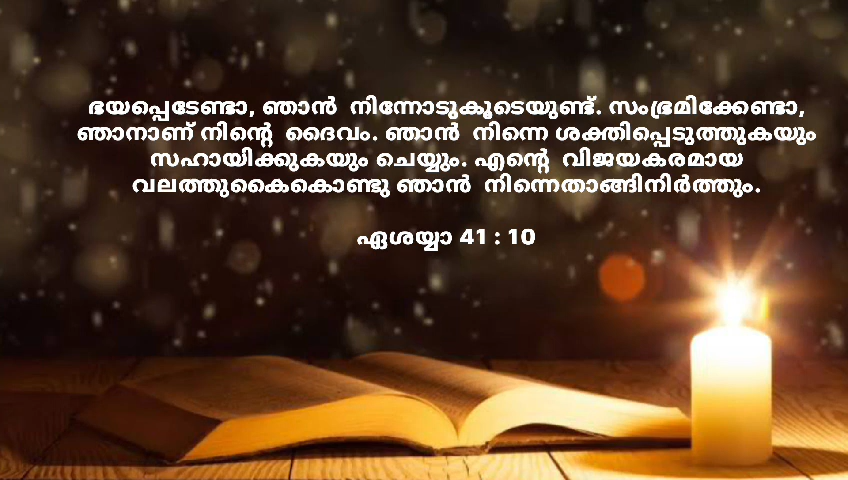 ഭയപ്പെടേണ്ടാ, ഞാൻ നിന്നോടുകൂടെയുണ്ട്. സംഭ്രമിക്കേണ്ടാ,
ഞാനാണ് നിന്റെ ദൈവം. ഞാൻ നിന്നെ ശക്തിപ്പെടുത്തുകയും
സഹായിക്കുകയും ചെയ്യും. എന്റെ വിജയകരമായ
വലത്തുകൈകൊണ്ടു ഞാൻ നിന്നെതാങ്ങിനിർത്തും.
ഏശയ്യാ 41 : 10